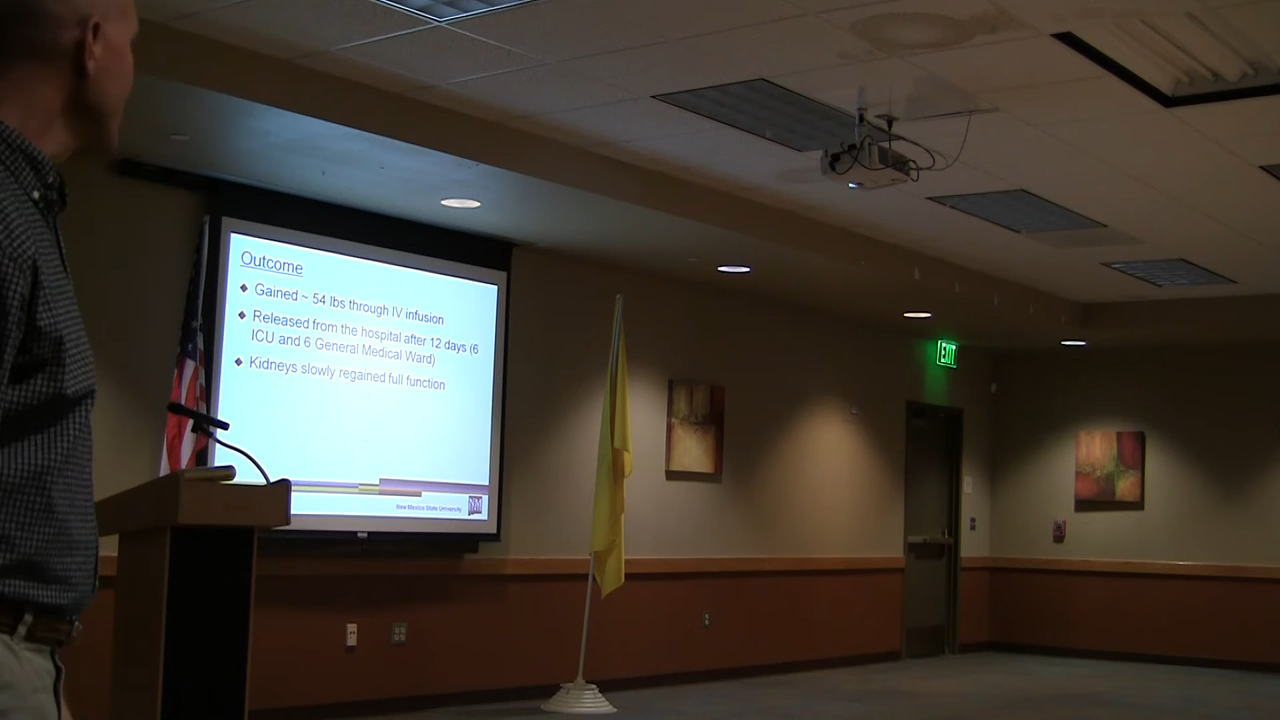 Outcome
Gained ~ 54 lbs through IV infusion
Released from the hospital after 12 days (6
ICU and 6 General Medical Ward)
Kidneys slowly regained full function
New Mexico State University
NM
EXIT